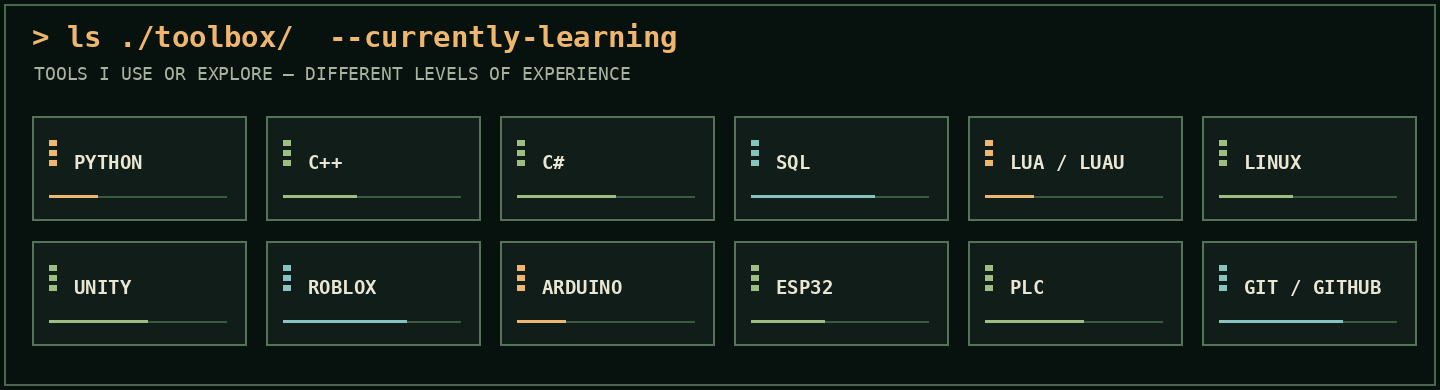 > ls ./toolbox/  --currently-learning
TOOLS I USE OR EXPLORE — DIFFERENT LEVELS OF EXPERIENCE
PYTHON
C++
C#
SQL
LUA / LUAU
LINUX
UNITY
ROBLOX
ARDUINO
ESP32
PLC
GIT / GITHUB